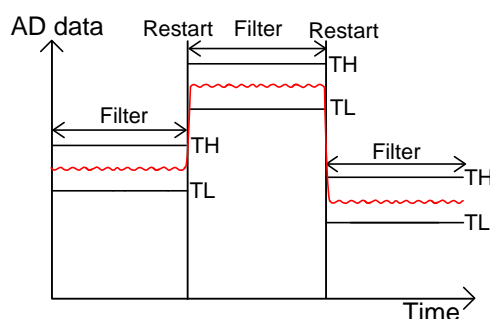 AD data
Restart
Filter
Restart
TH
TL
Filter
TH
TL
Filter
TH
TL
Time